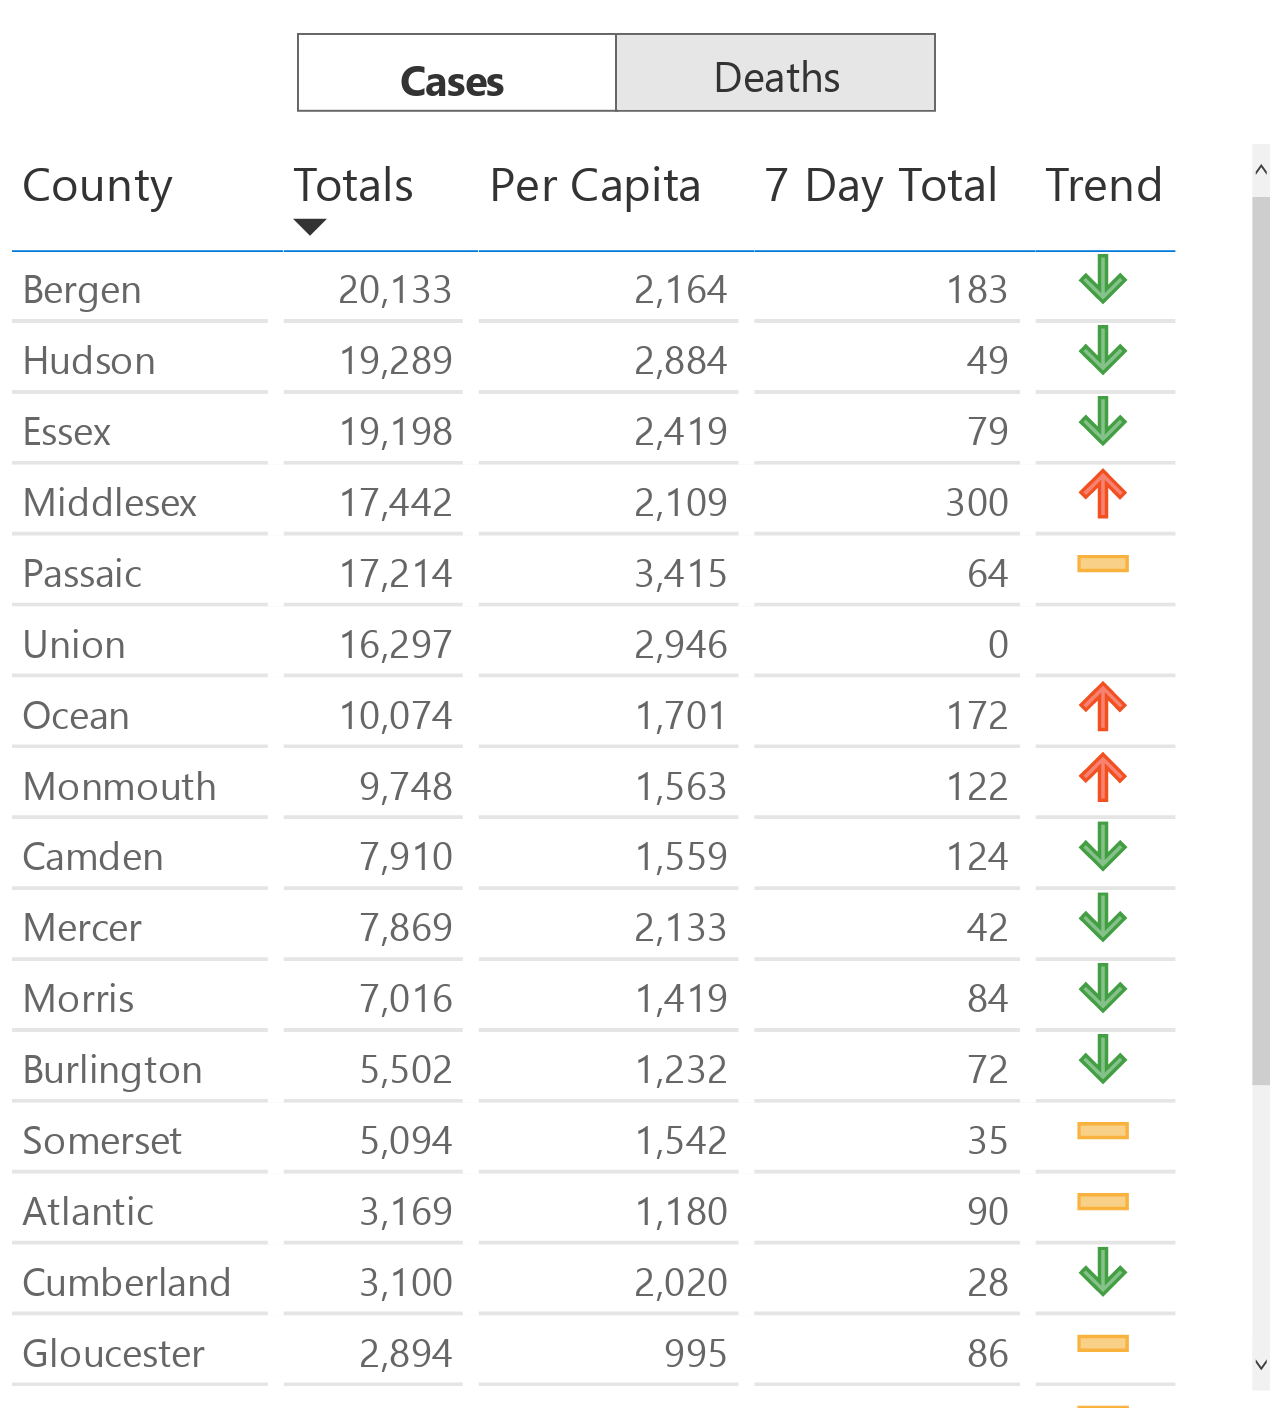 Cases Deaths
County Totals Per Capita 7 Day Total Trend
Bergen 20,133 2,164 183
Hudson 19,289 2,884 49
Essex 19,198 2,419 79
Middlesex 17,442 2,109 300
Passaic 17,214 3,415 64
Union 16,297 2,946 0
Ocean 10,074 1,701 172
Monmouth 9,748 1,563 122
Camden 7,910 1,559 124
Mercer 7,869 2,133 42
Morris 7,016 1,419 84
Burlington 5,502 1,232 72
Somerset 5,094 1,542 35
Atlantic 3,169 1,180 90
Cumberland 3,100 2,020 28
Gloucester 2,894 995 86